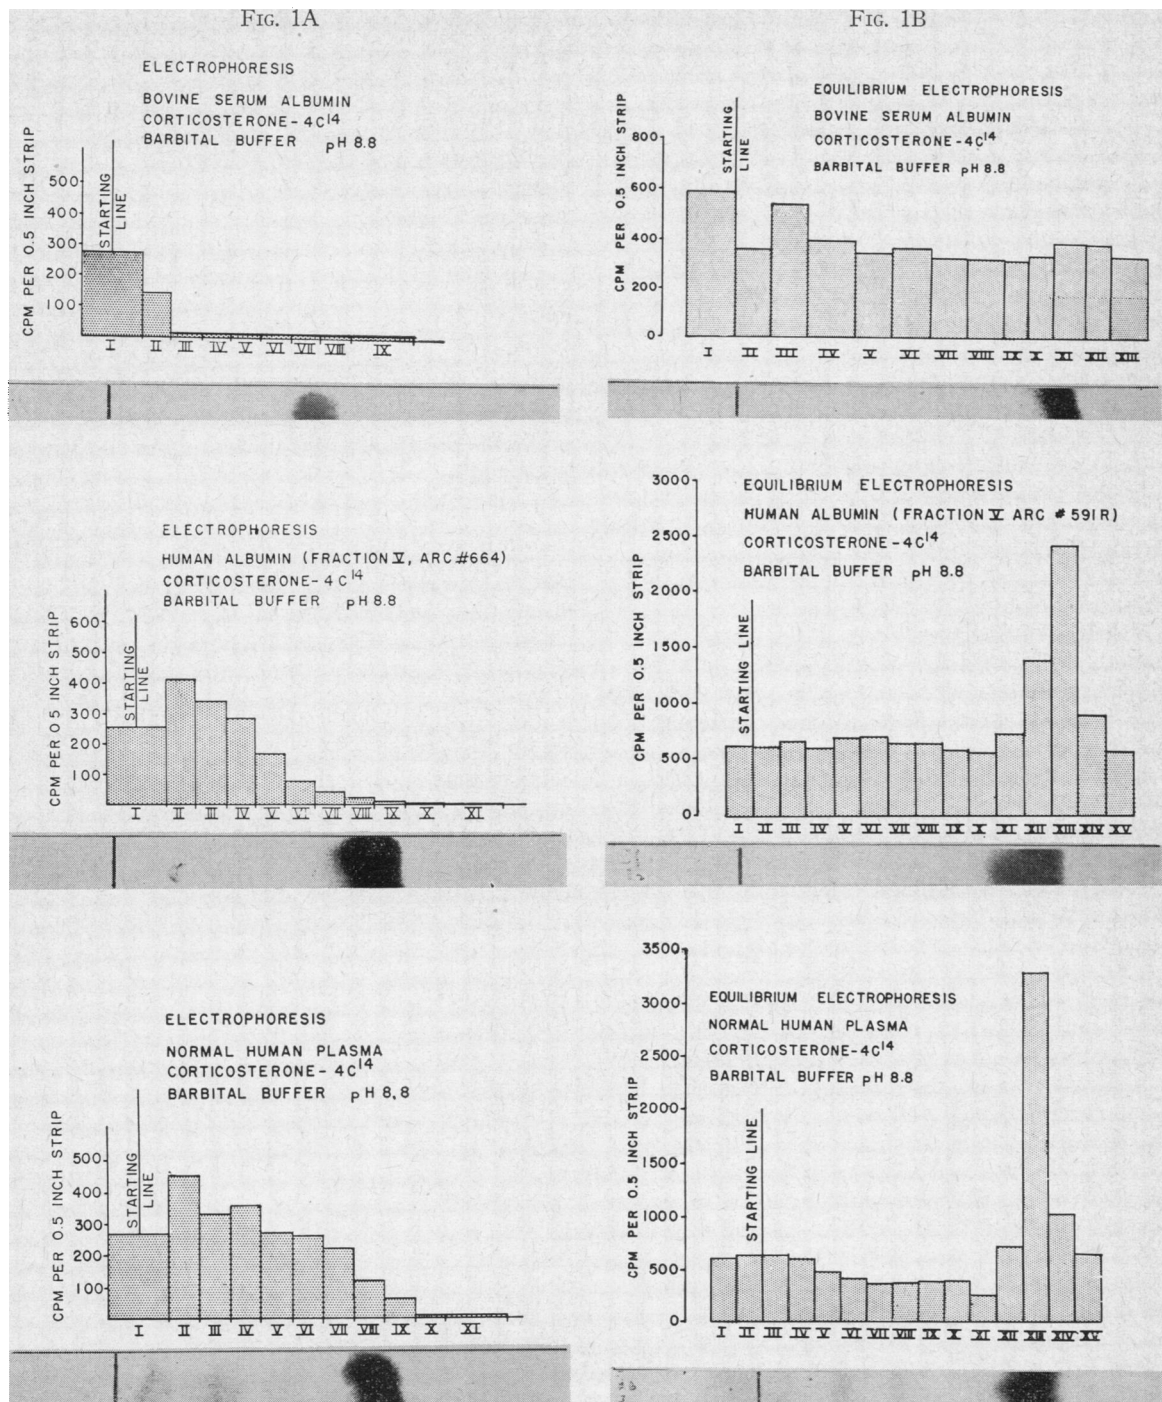 FIG. 1A
ELECTROPHORESIS
BOVINE SERUM ALBUMIN
CORTICOSTERONE-4C14
BARBITAL BUFFER pH 8.8
CPM PER 0.5 INCH STRIP
500
400
300
200
100
STARTING
LINE
I II III IV V VI VII VIII IX
ELECTROPHORESIS
HUMAN ALBUMIN (FRACTION V, ARC #664)
CORTICOSTERONE-4C14
BARBITAL BUFFER pH 8.8
CPM PER 05 INCH STRIP
600
500
400
300
200
100
STARTING
LINE
I II III IV V VI VII VIII IX X XI
ELECTROPHORESIS
NORMAL HUMAN PLASMA
CORTICOSTERONE-4C14
BARBITAL BUFFER pH 8.8
CPM PER 0.5 INCH STRIP
500
400
300
200
100
STARTING
LINE
I II III IV V VI VII VIII IX X XI
FIG. 1B
EQUILIBRIUM ELECTROPHORESIS
BOVINE SERUM ALBUMIN
CORTICOSTERONE-4C14
BARBITAL BUFFER pH 8.8
CPM PER 0.5 INCH STRIP
800
600
400
200
0
STARTING
LINE
I II III IV V VI VII VIII IX X XI XII XIII
EQUILIBRIUM ELECTROPHORESIS
HUMAN ALBUMIN (FRACTION V ARC #591R)
CORTICOSTERONE-4C14
BARBITAL BUFFER pH 8.8
CPM PER 0.5 INCH STRIP
3000
2500
2000
1500
1000
500
0
STARTING LINE
I II III IV V VI VII VIII IX X XI XII XIII XIV XV
EQUILIBRIUM ELECTROPHORESIS
NORMAL HUMAN PLASMA
CORTICOSTERONE-4C14
BARBITAL BUFFER pH 8.8
CPM PER 0.5 INCH STRIP
3500
3000
2500
2000
1500
1000
500
0
STARTING LINE
I II III IV V VI VII VIII IX X XI XII XIII XIV XV